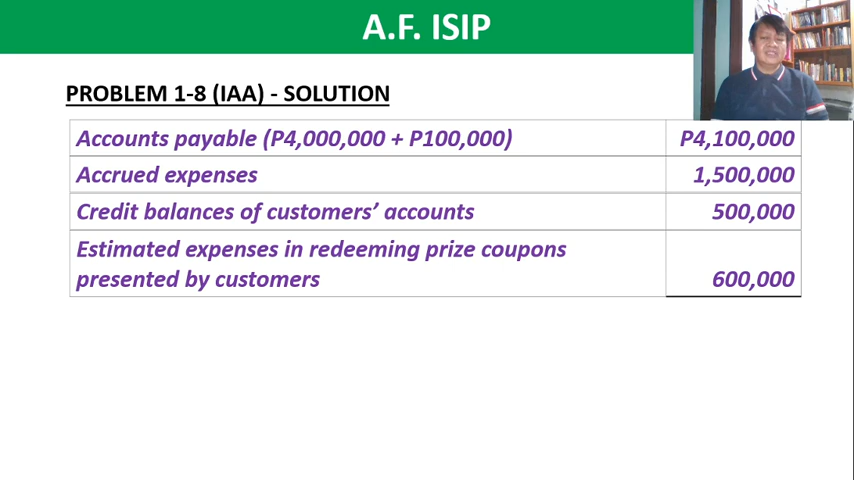 A.F. ISIP
PROBLEM 1-8 (IAA) - SOLUTION
Accounts payable (P4,000,000 + P100,000) P4,100,000
Accrued expenses 1,500,000
Credit balances of customers’ accounts 500,000
Estimated expenses in redeeming prize coupons
presented by customers 600,000